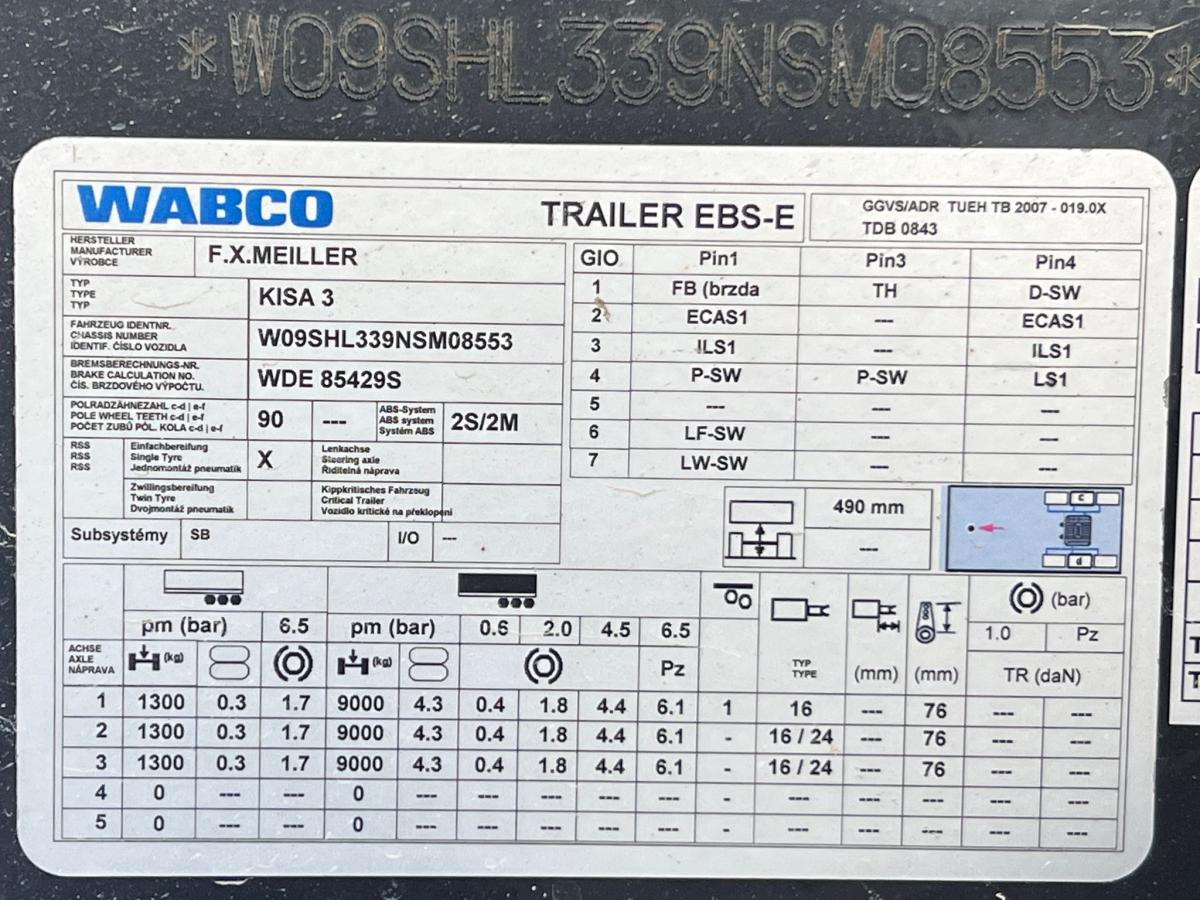 *W09SHL339NSM08553*
WABCO TRAILER EBS-E
GGVS/ADR TUEH TB 2007 - 019.0X
TDB 0843
HERSTELLER
MANUFACTURER
VÝROBCE
F.X.MEILLER
TYP
TYPE
TYP
KISA 3
FAHRZEUG IDENTNR.
CHASSIS NUMBER
IDENTIF. ČÍSLO VOZIDLA
W09SHL339NSM08553
BREMSBERECHNUNGS-NR.
BRAKE CALCULATION NO.
ČÍS. BRZDOVÉHO VÝPOČTU.
WDE 85429S
POLRADZÄHNEZAHL c-d | e-f
POLE WHEEL TEETH c-d | e-f
POČET ZUBŮ PÓL. KOLA c-d | e-f
90 ---
ABS-System
ABS system
Systém ABS
2S/2M
RSS
RSS
RSS
Einfachbereifung
Single Tyre
Jednomontáž pneumatik
X
Lenkachse
Steering axle
Řiditelná náprava
Zwillingsbereifung
Twin Tyre
Dvojmontáž pneumatik
Kippkritisches Fahrzeug
Critical Trailer
Vozidlo kritické na překlopení
Subsystémy SB I/O ---
GIO Pin1 Pin3 Pin4
1 FB (brzda TH D-SW
2 ECAS1 --- ECAS1
3 ILS1 --- ILS1
4 P-SW P-SW LS1
5 --- --- ---
6 LF-SW --- ---
7 LW-SW --- ---
490 mm
---
c
d
pm (bar) 6.5 pm (bar) 0.6 2.0 4.5 6.5
(bar)
1.0 Pz
ACHSE
AXLE
NÁPRAVA
(kg) (kg) Pz
TYP
TYPE
(mm) (mm) TR (daN)
1 1300 0.3 1.7 9000 4.3 0.4 1.8 4.4 6.1 1 16 --- 76 --- ---
2 1300 0.3 1.7 9000 4.3 0.4 1.8 4.4 6.1 - 16 / 24 --- 76 --- ---
3 1300 0.3 1.7 9000 4.3 0.4 1.8 4.4 6.1 - 16 / 24 --- 76 --- ---
4 0 --- --- 0 --- --- --- --- --- - --- --- --- --- ---
5 0 --- --- 0 --- --- --- --- --- - --- --- --- --- ---